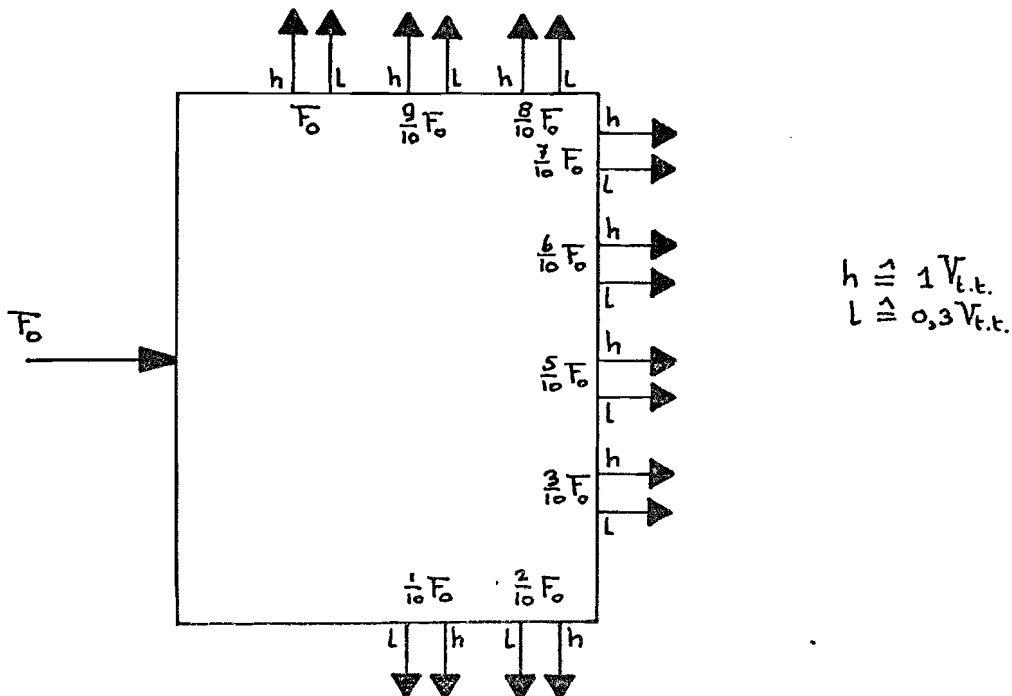 h l h l h l
F₀ 9/10 F₀ 8/10 F₀
h
7/10 F₀
l
h
6/10 F₀
l
h ≙ 1 Vt.t.
l ≙ 0,3 Vt.t.
F₀
h
5/10 F₀
l
h
3/10 F₀
l
1/10 F₀ 2/10 F₀
l h l h